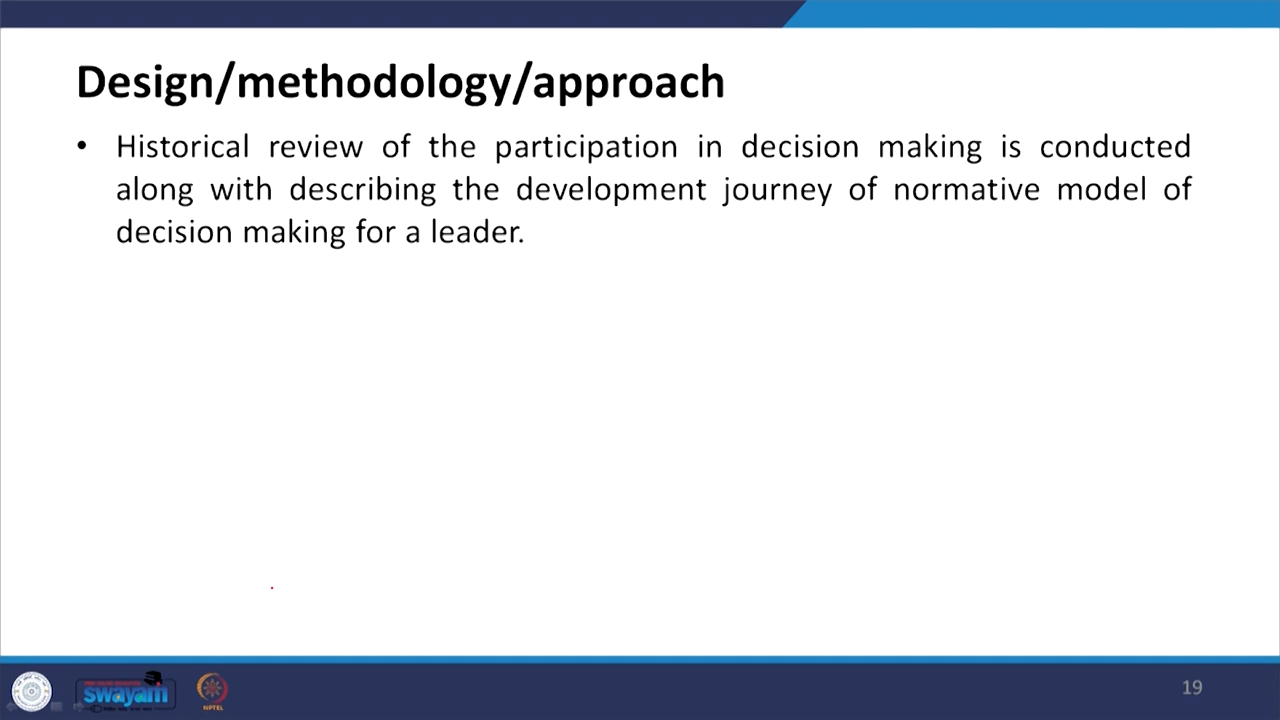 Design/methodology/approach
• Historical review of the participation in decision making is conducted
along with describing the development journey of normative model of
decision making for a leader.
swayam
NPTEL
19